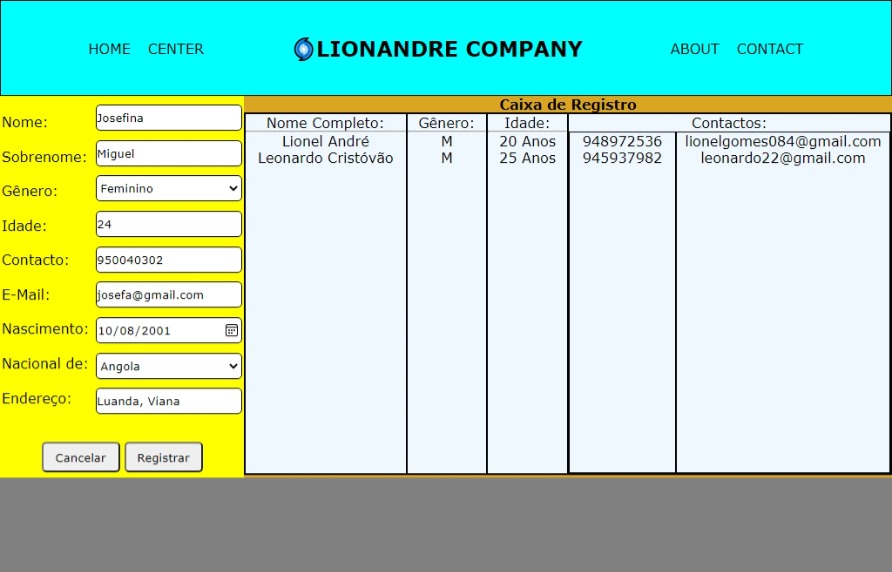 HOME CENTER LIONANDRE COMPANY ABOUT CONTACT
Nome: Josefina
Sobrenome: Miguel
Gênero: Feminino
Idade: 24
Contacto: 950040302
E-Mail: josefa@gmail.com
Nascimento: 10/08/2001
Nacional de: Angola
Endereço: Luanda, Viana
Cancelar Registrar
Caixa de Registro
Nome Completo: Gênero: Idade: Contactos:
Lionel André M 20 Anos 948972536 lionelgomes084@gmail.com
Leonardo Cristóvão M 25 Anos 945937982 leonardo22@gmail.com